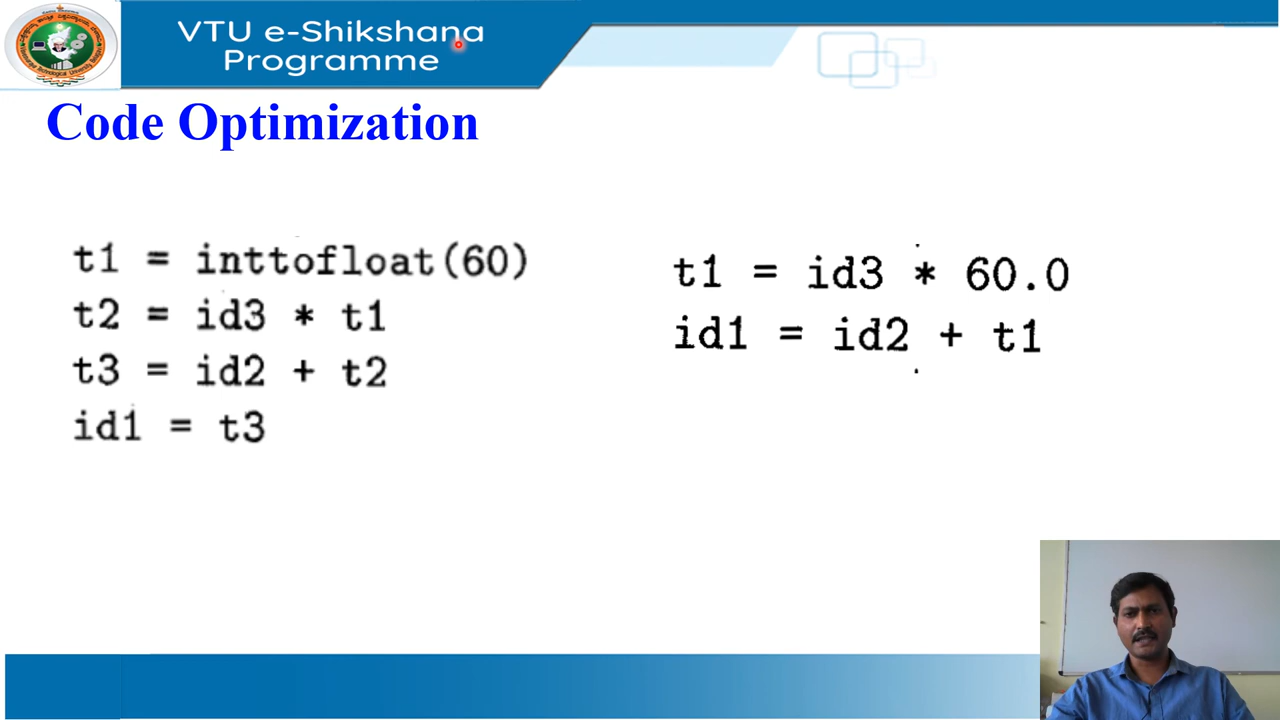 VTU e-Shikshana
Programme
Code Optimization
t1 = inttofloat(60)
t2 = id3 * t1
t3 = id2 + t2
id1 = t3
t1 = id3 * 60.0
id1 = id2 + t1